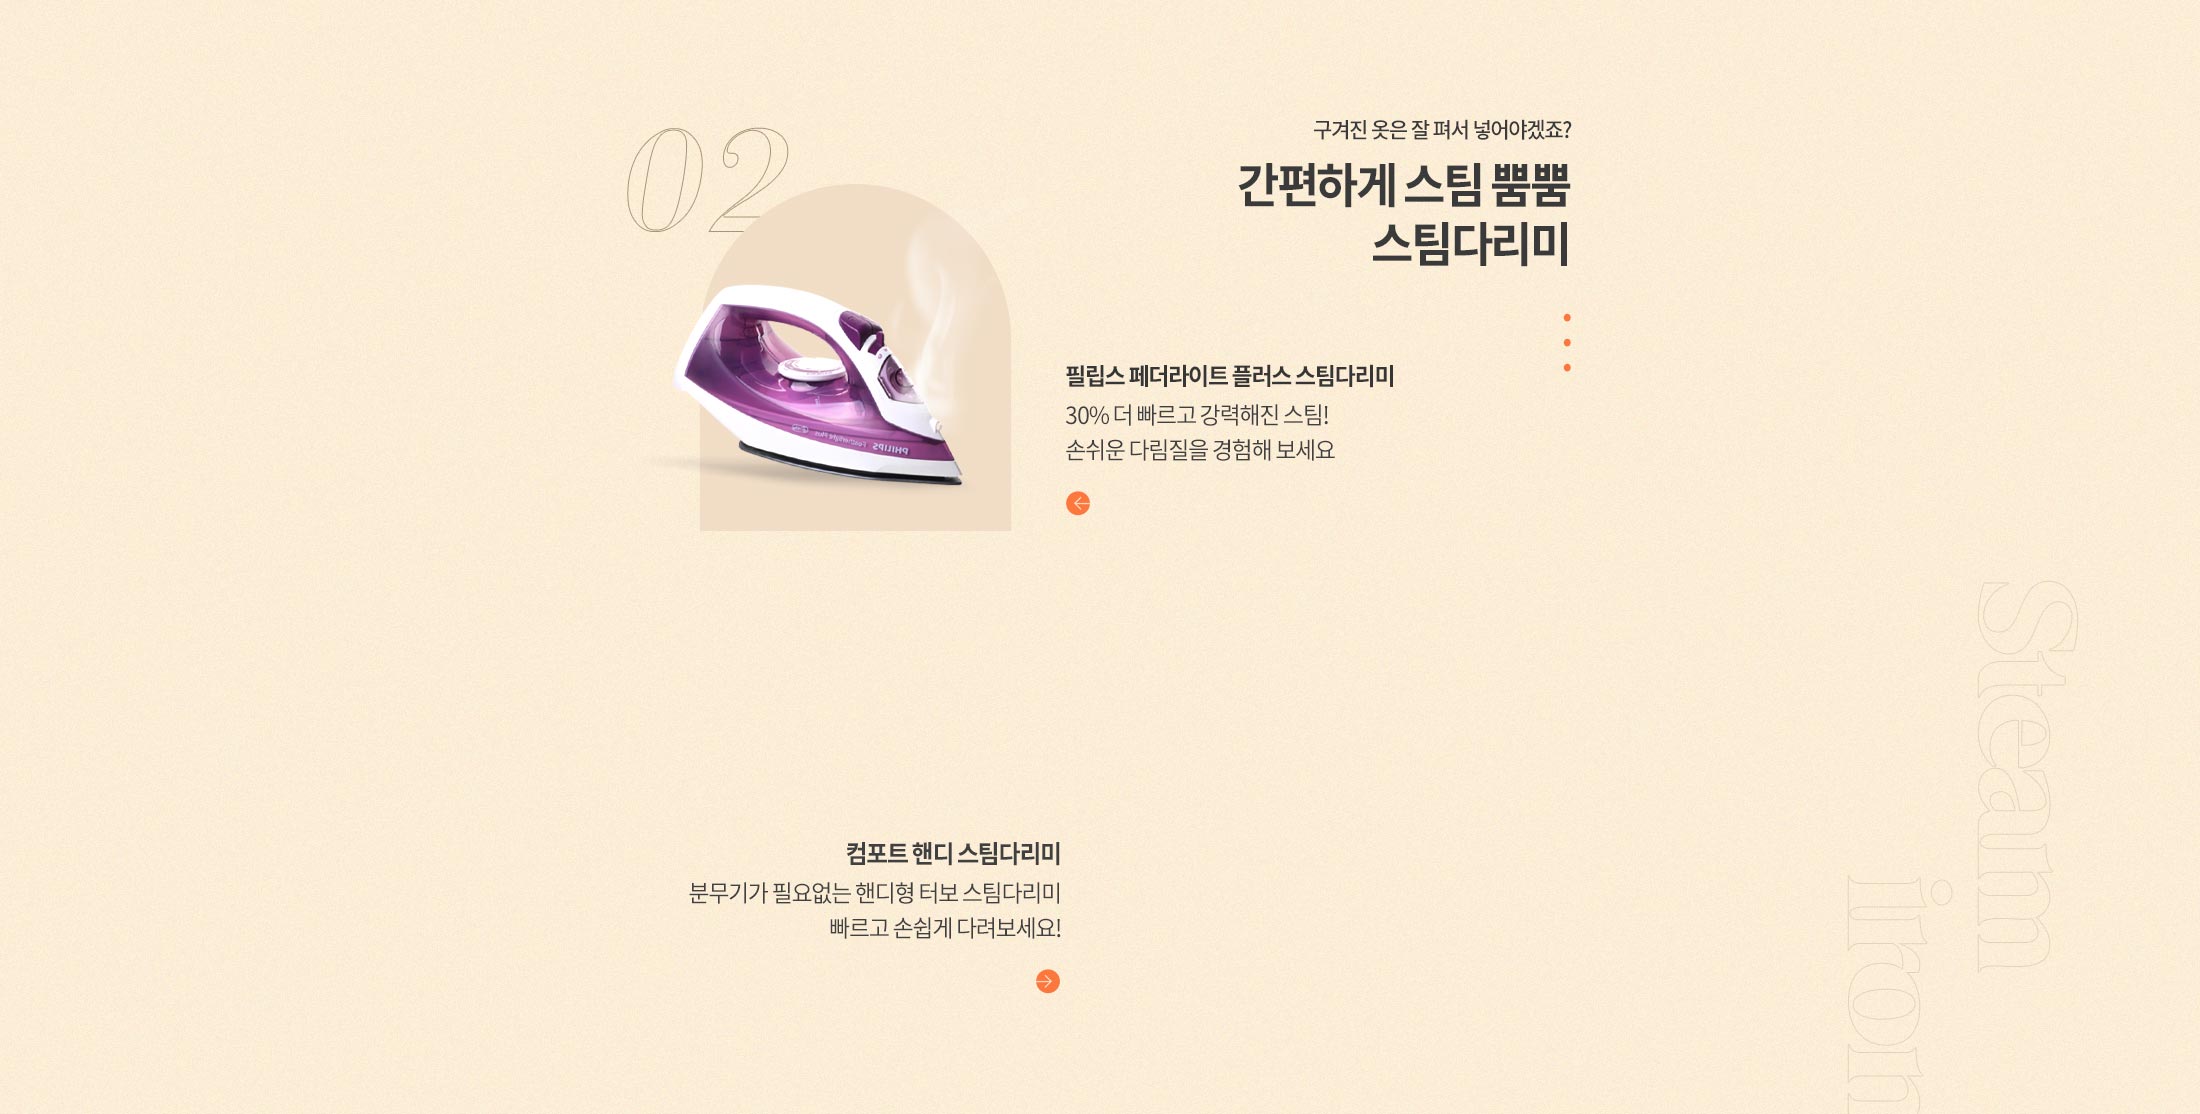 02
구겨진 옷은 잘 펴서 넣어야겠죠?
간편하게 스팀 뿜뿜
스팀다리미
필립스 페더라이트 플러스 스팀다리미
30% 더 빠르고 강력해진 스팀!
손쉬운 다림질을 경험해 보세요
PHILIPS
Featherlight Plus
컴포트 핸디 스팀다리미
분무기가 필요없는 핸디형 터보 스팀다리미
빠르고 손쉽게 다려보세요!
Steam
iron